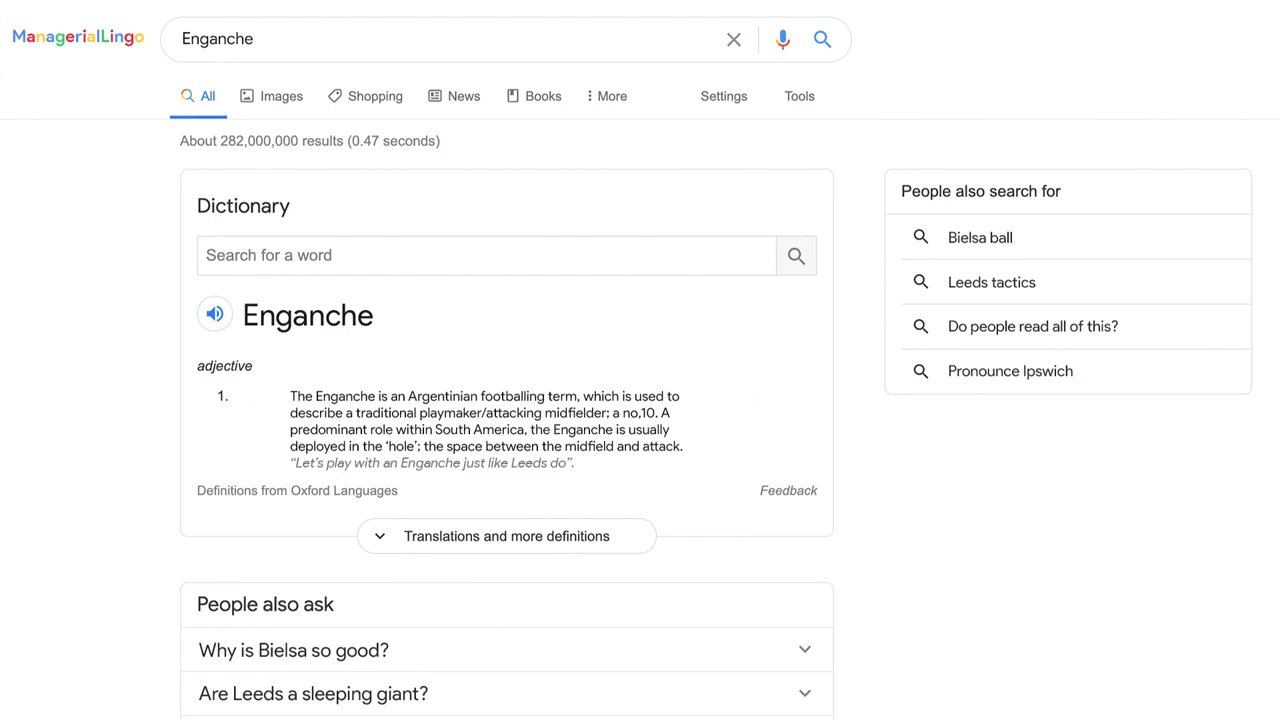 ManagerialLingo
Enganche
All Images Shopping News Books More Settings Tools
About 282,000,000 results (0.47 seconds)
Dictionary
Search for a word
Enganche
adjective
1. The Enganche is an Argentinian footballing term, which is used to
describe a traditional playmaker/attacking midfielder; a no,10. A
predominant role within South America, the Enganche is usually
deployed in the ‘hole’; the space between the midfield and attack.
“Let’s play with an Enganche just like Leeds do”.
Definitions from Oxford Languages Feedback
Translations and more definitions
People also ask
Why is Bielsa so good?
Are Leeds a sleeping giant?
People also search for
Bielsa ball
Leeds tactics
Do people read all of this?
Pronounce Ipswich